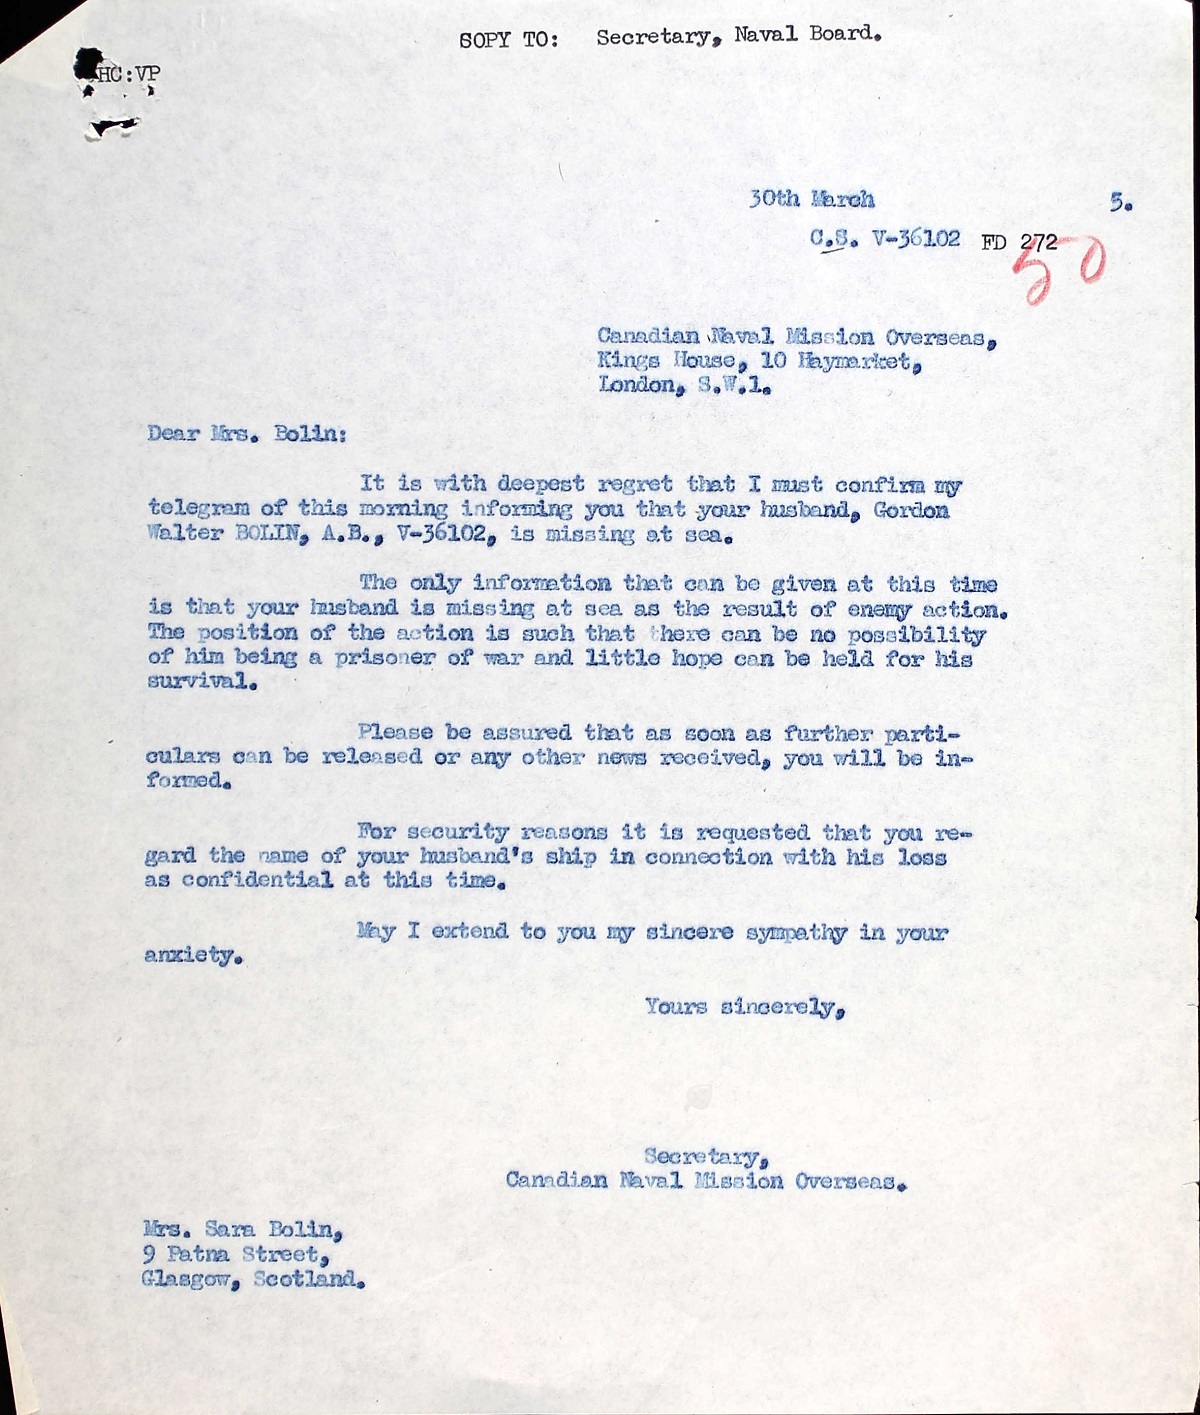 SOPY TO: Secretary, Naval Board.
HC:VP
30th March 5.
C.S. V-36102 FD 272
50
Canadian Naval Mission Overseas,
Kings House, 10 Haymarket,
London, S.W.1.
Dear Mrs. Bolin:
It is with deepest regret that I must confirm my
telegram of this morning informing you that your husband, Gordon
Walter BOLIN, A.B., V-36102, is missing at sea.
The only information that can be given at this time
is that your husband is missing at sea as the result of enemy action.
The position of the action is such that there can be no possibility
of him being a prisoner of war and little hope can be held for his
survival.
Please be assured that as soon as further parti-
culars can be released or any other news received, you will be in-
formed.
For security reasons it is requested that you re-
gard the name of your husband's ship in connection with his loss
as confidential at this time.
May I extend to you my sincere sympathy in your
anxiety.
Yours sincerely,
Secretary,
Canadian Naval Mission Overseas.
Mrs. Sara Bolin,
9 Patna Street,
Glasgow, Scotland.